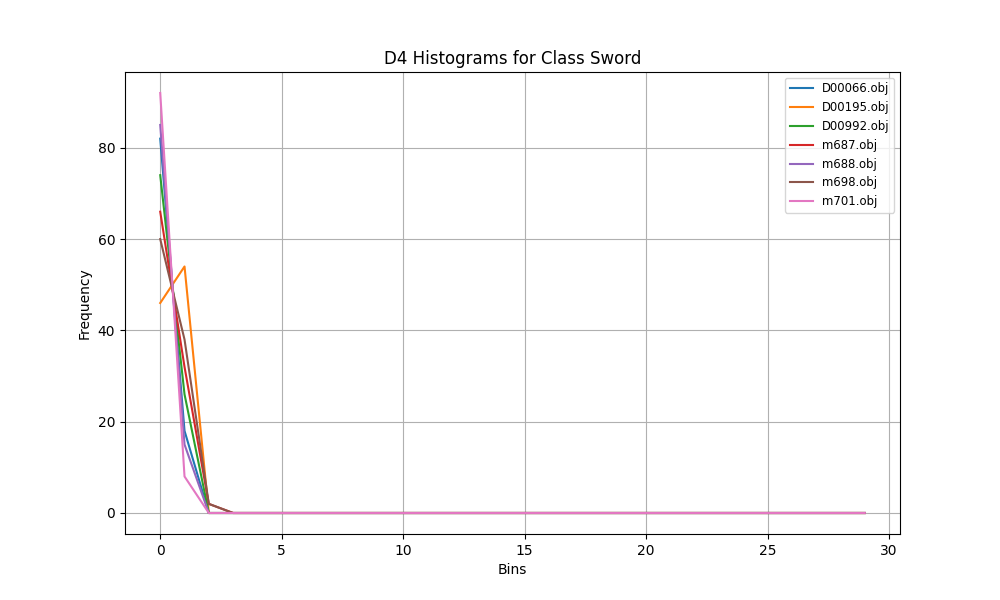 D4 Histograms for Class Sword
D00066.obj
D00195.obj
D00992.obj
m687.obj
m688.obj
m698.obj
m701.obj
Frequency
80
60
40
20
0
0 5 10 15 20 25 30
Bins